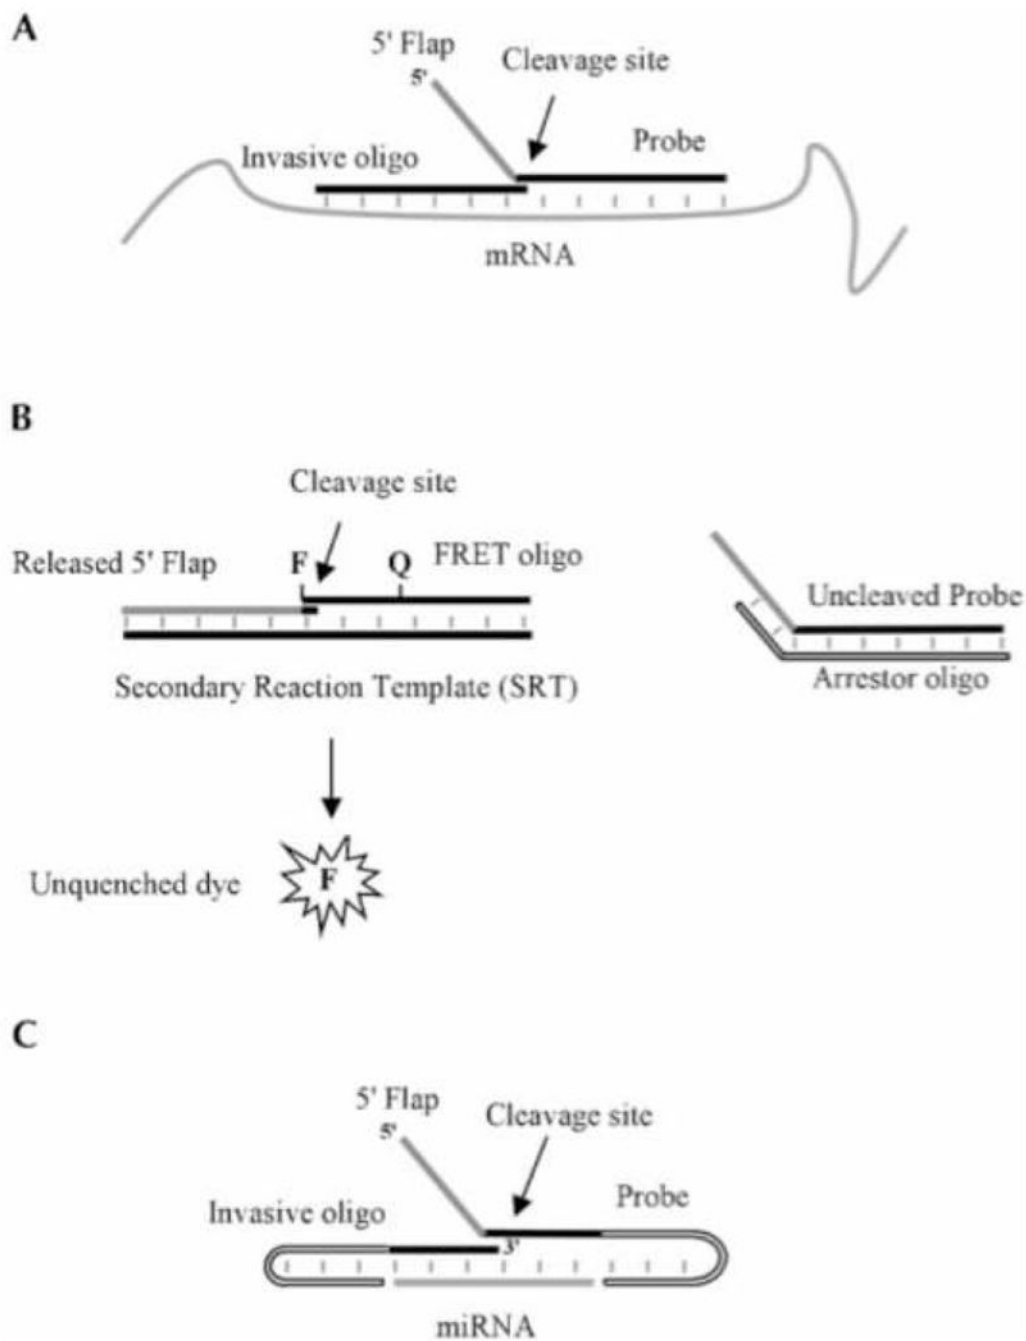 A
5' Flap
5'
Cleavage site
Invasive oligo
Probe
mRNA
B
Cleavage site
Released 5' Flap
F
Q
FRET oligo
Uncleaved Probe
Secondary Reaction Template (SRT)
Arrestor oligo
Unquenched dye
F
C
5' Flap
5'
Cleavage site
Invasive oligo
Probe
3'
miRNA